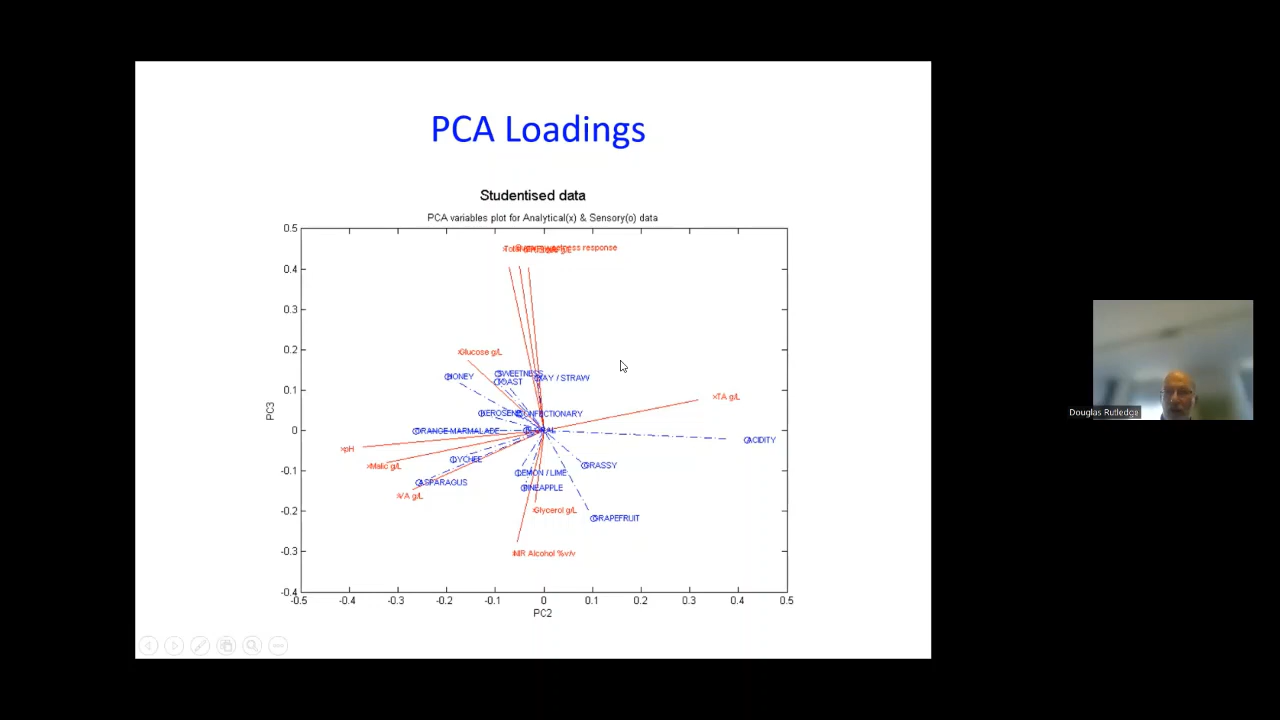 PCA Loadings
Studentised data
PCA variables plot for Analytical(x) & Sensory(o) data
0.5
0.4
0.3
0.2
0.1
0
-0.1
-0.2
-0.3
-0.4
PC3
response
Glucose g/L
HONEY
SWEETNESS
TOAST
HAY / STRAW
TA g/L
KEROSENE
CONFECTIONARY
ORANGE MARMALADE
FLORAL
ACIDITY
pH
Malic g/L
LYCHEE
GRASSY
LEMON / LIME
ASPARAGUS
PINEAPPLE
VA g/L
Glycerol g/L
GRAPEFRUIT
NIR Alcohol %v/v
-0.5 -0.4 -0.3 -0.2 -0.1 0 0.1 0.2 0.3 0.4 0.5
PC2
Douglas Rutledge